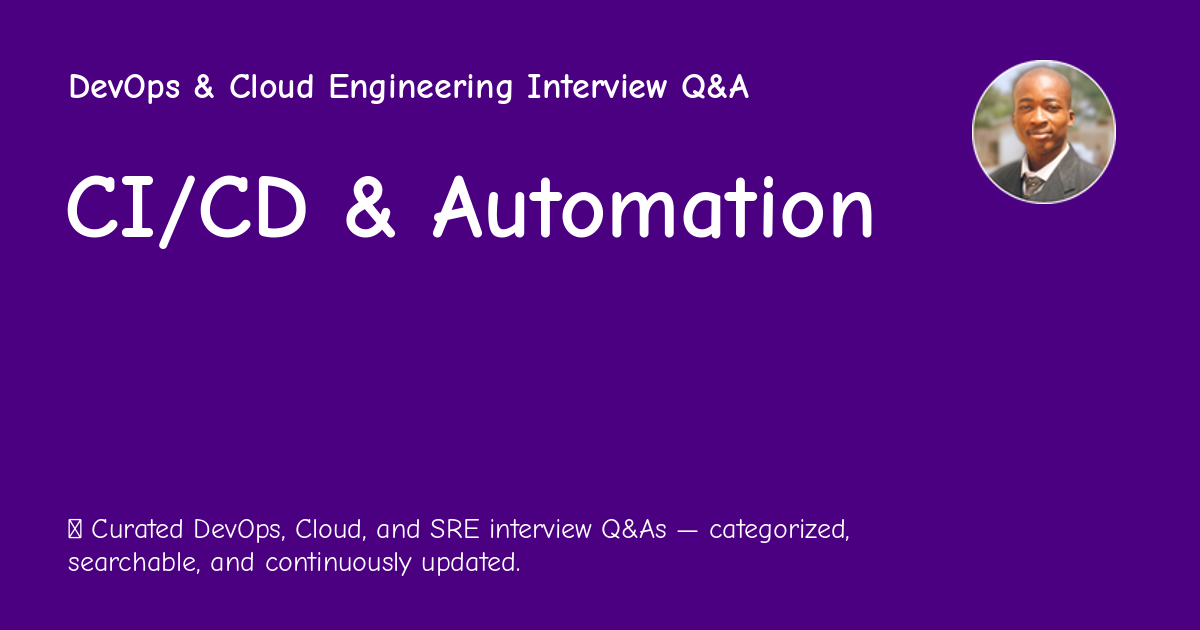 DevOps & Cloud Engineering Interview Q&A
CI/CD & Automation
Curated DevOps, Cloud, and SRE interview Q&As — categorized,
searchable, and continuously updated.